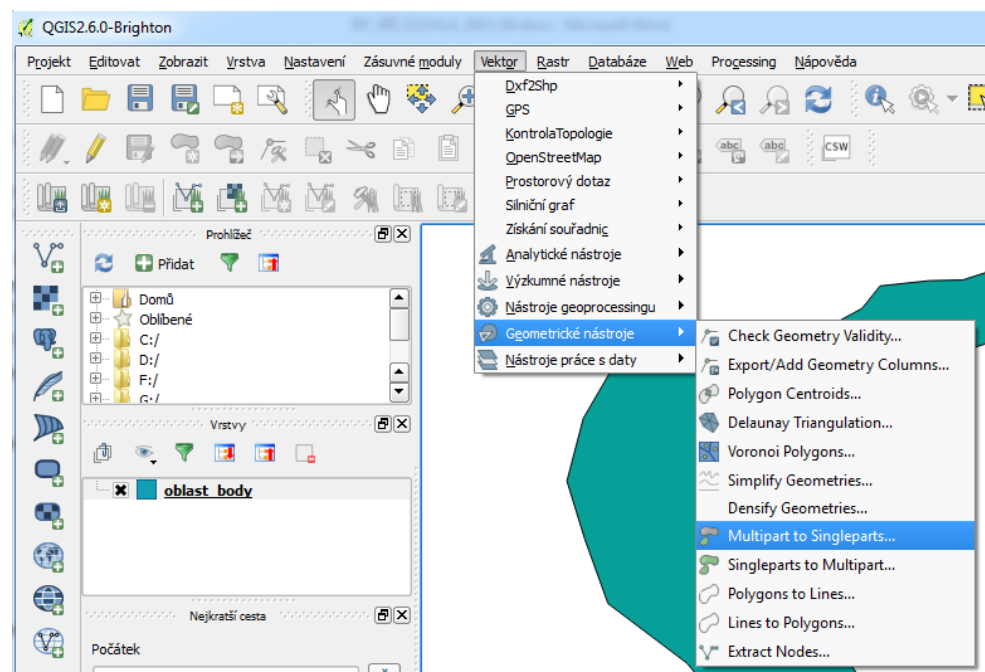 QGIS2.6.0-Brighton
Projekt Editovat Zobrazit Vrstva Nastavení Zásuvné moduly Vektor Rastr Databáze Web Processing Nápověda
Dxf2Shp
GPS
KontrolaTopologie
OpenStreetMap
Prostorový dotaz
Silniční graf
Získání souřadnic
Analytické nástroje
Výzkumné nástroje
Nástroje geoprocessingu
Geometrické nástroje
Nástroje práce s daty
abc abc CSW
Prohlížeč
Přidat
Domů
Oblíbené
C:/
D:/
F:/
G:/
Vrstvy
oblast_body
Nejkratší cesta
Počátek
Check Geometry Validity...
Export/Add Geometry Columns...
Polygon Centroids...
Delaunay Triangulation...
Voronoi Polygons...
Simplify Geometries...
Densify Geometries...
Multipart to Singleparts...
Singleparts to Multipart...
Polygons to Lines...
Lines to Polygons...
Extract Nodes...